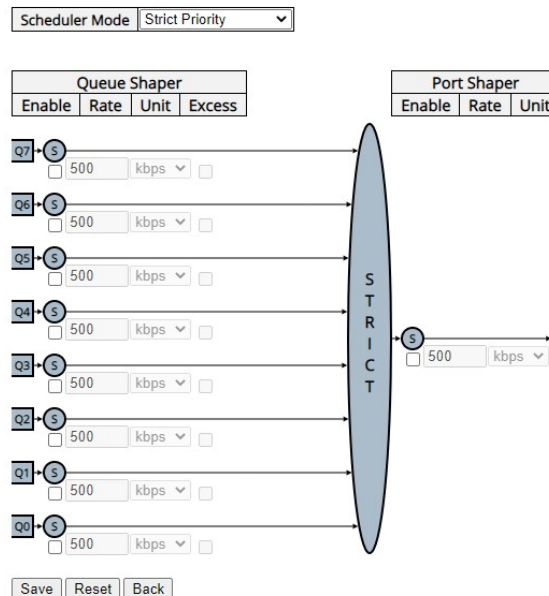 Scheduler Mode Strict Priority
Queue Shaper Port Shaper
Enable Rate Unit Excess Enable Rate Unit
Q7 S
500 kbps
Q6 S
500 kbps
Q5 S
500 kbps
Q4 S
500 kbps
Q3 S
500 kbps
Q2 S
500 kbps
Q1 S
500 kbps
Q0 S
500 kbps
STRICT
S
500 kbps
Save Reset Back